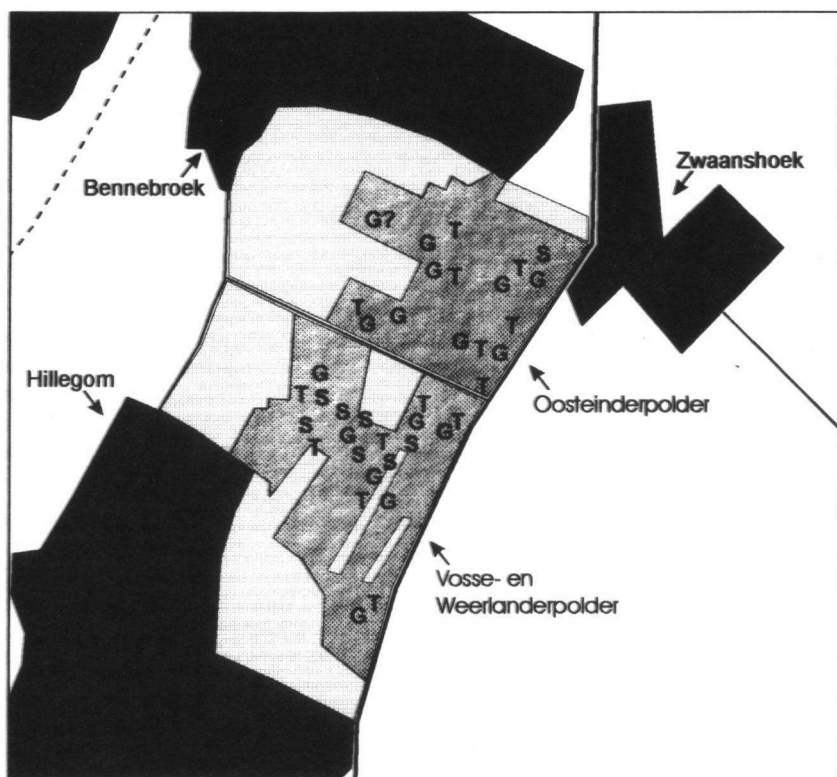 Bennebroek
Zwaanshoek
G?
G T
S
G T
G T G
T
G
G
T
G T G
T
Hillegom
Oosteinderpolder
G
T S
S S
T
G
T
G
S
G
T S
T
S
S
G
T G
Vosse- en
Weerlanderpolder
G T